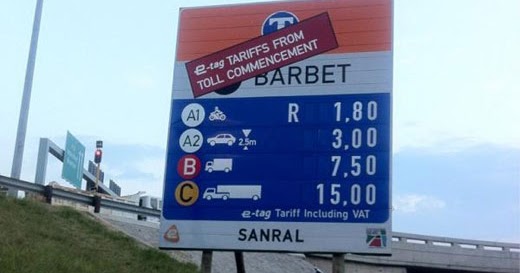 T
e-tag TARIFFS FROM
TOLL COMMENCEMENT
BARBET
A1 R 1,80
A2 2,5m 3,00
B 7,50
C 15,00
e-tag Tariff Including VAT
SANRAL